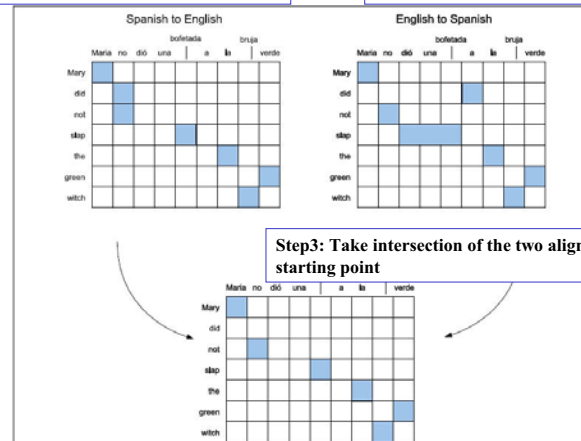 Spanish to English
bofetada bruja
Maria no dió una a la verde
Mary
did
not
slap
the
green
witch
English to Spanish
bofetada bruja
Maria no dió una a la verde
Mary
did
not
slap
the
green
witch
Step3: Take intersection of the two align
starting point
Maria no dió una a la verde
Mary
did
not
slap
the
green
witch